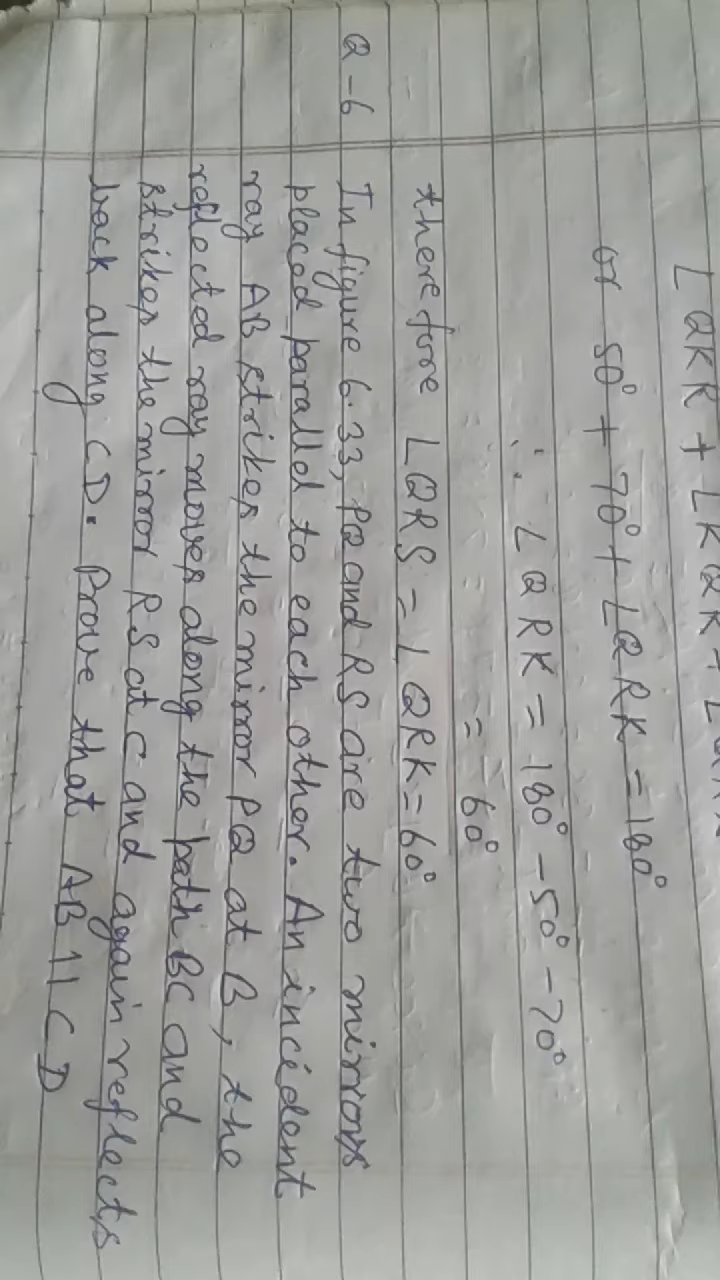 or 50° + 70° + ∠QRK = 180°
∴ ∠QRK = 180° - 50° - 70°
= 60°
therefore ∠QRS = ∠QRK = 60°
Q-6 In figure 6.33, PQ and RS are two mirrors
placed parallel to each other. An incident
ray AB strikes the mirror PQ at B, the
reflected ray moves along the path BC and
strikes the mirror RS at C and again reflects
back along CD. Prove that AB || CD